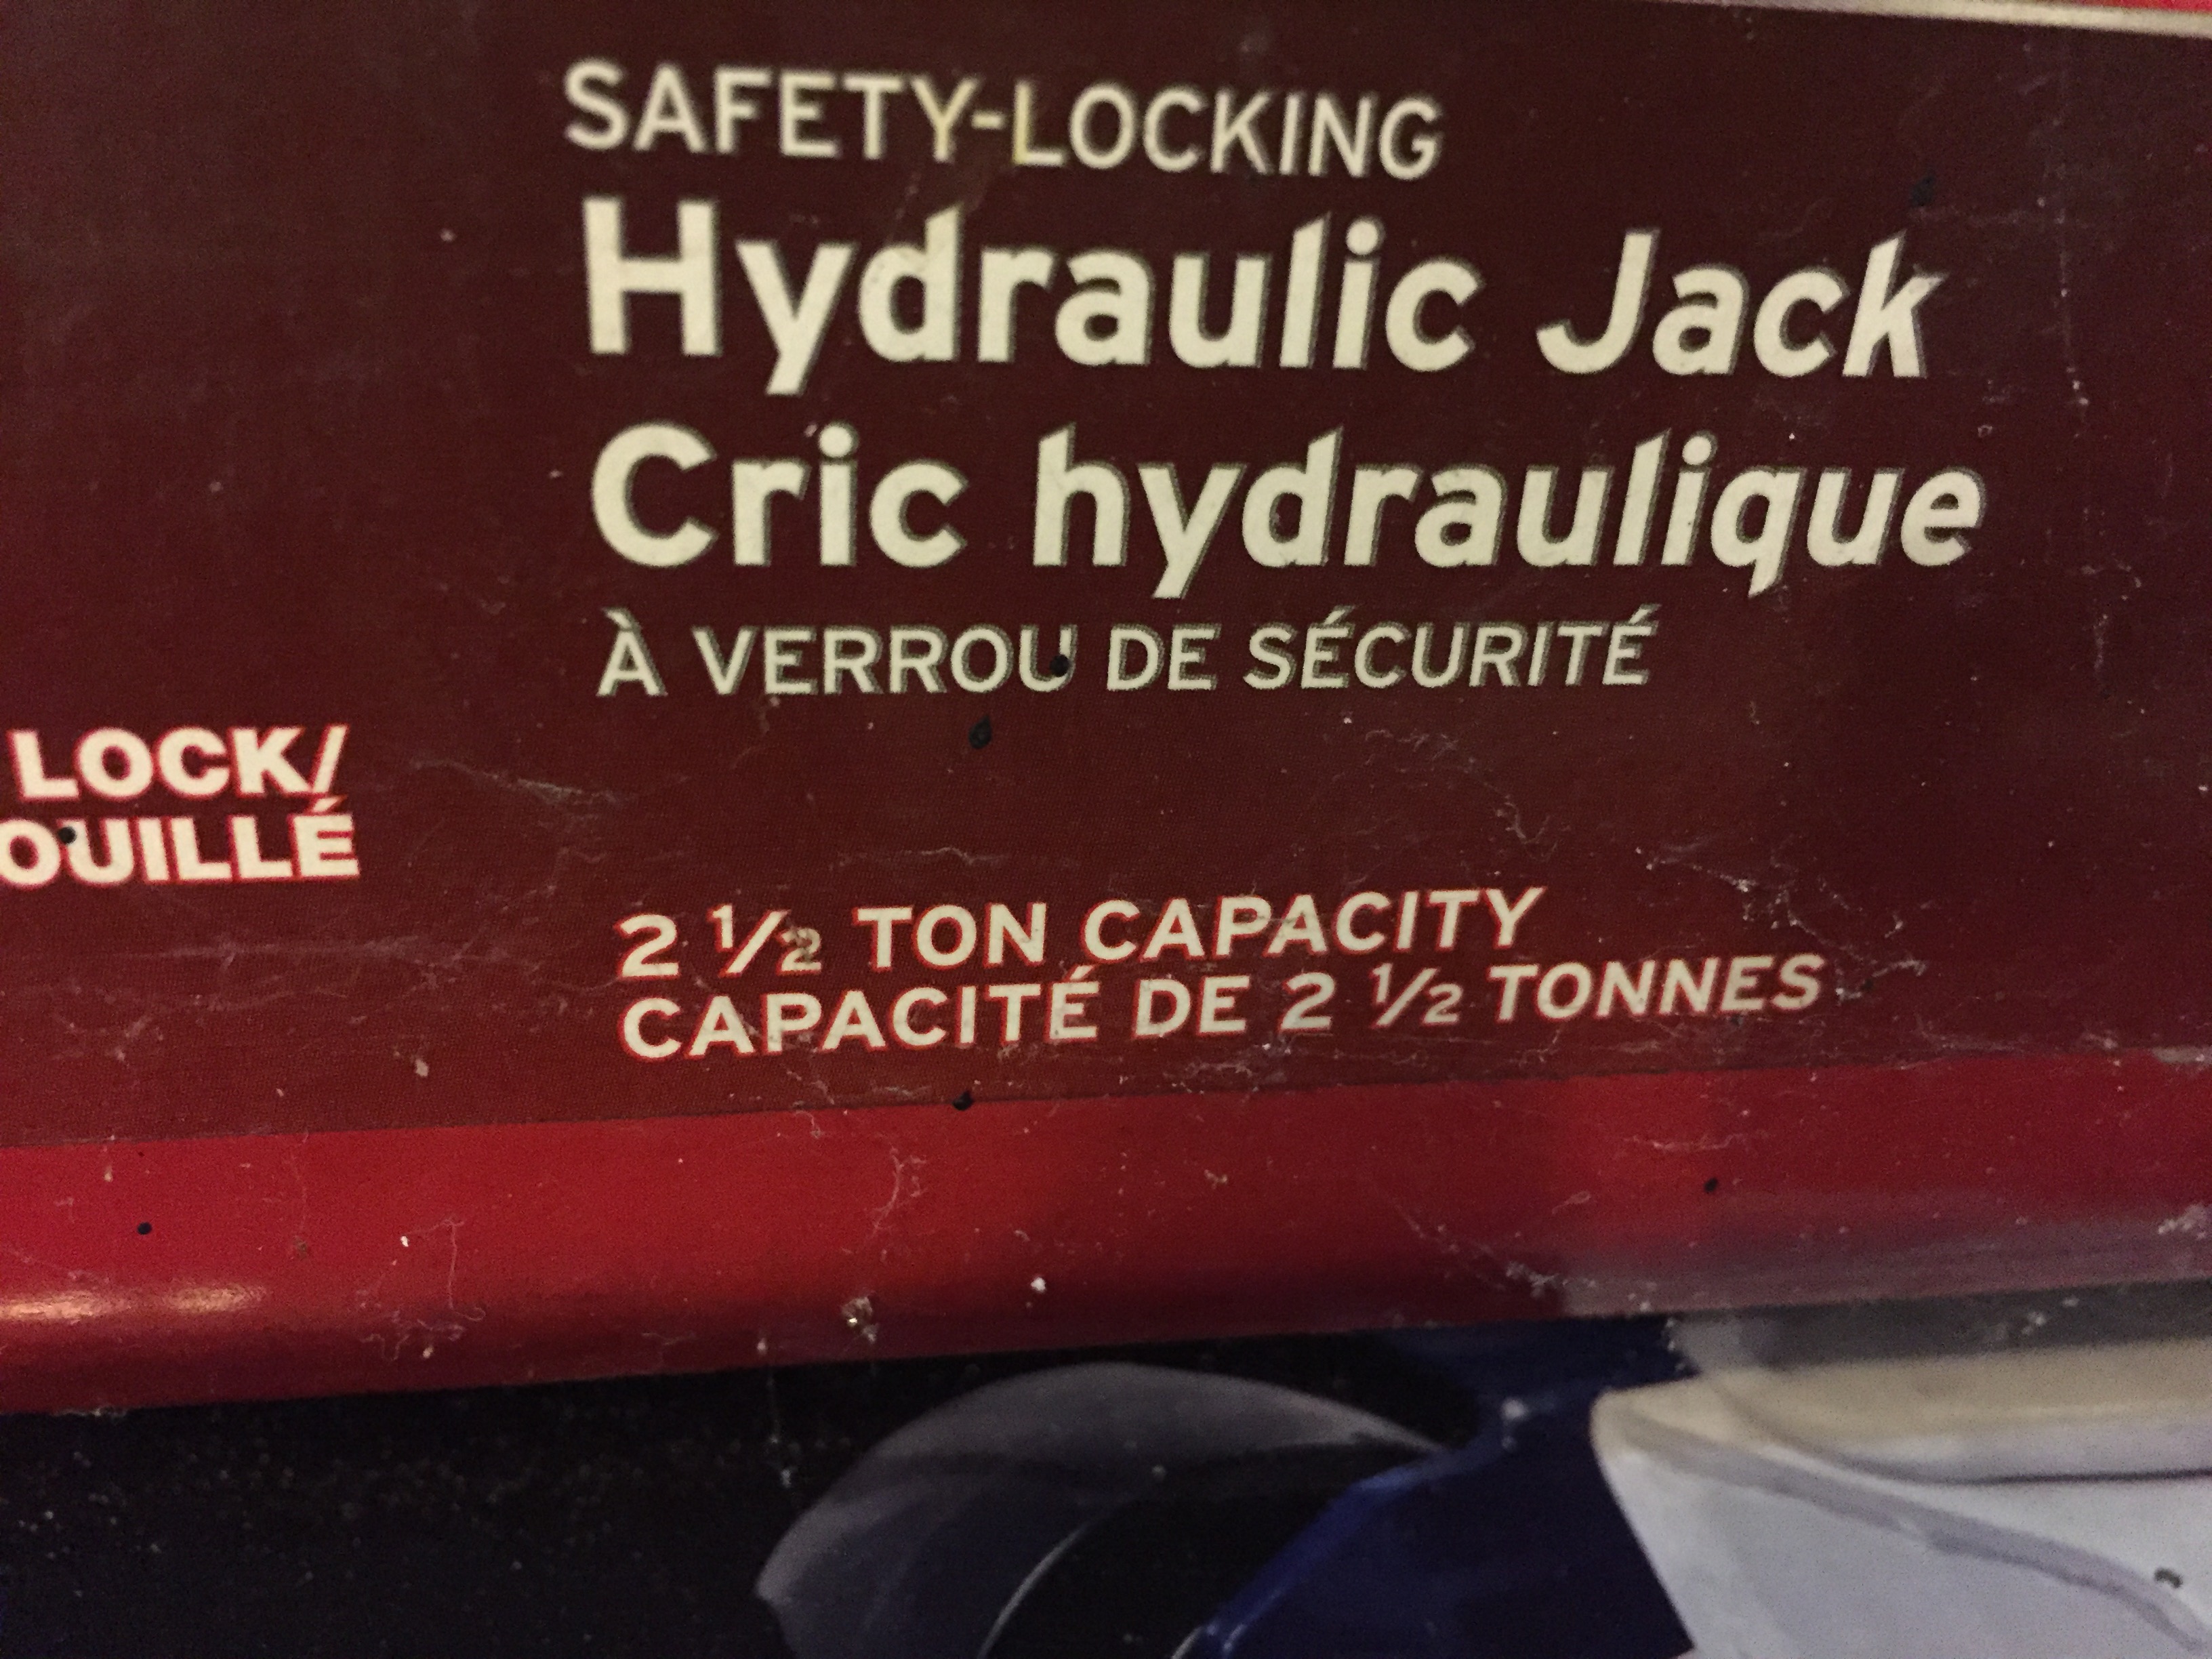 SAFETY-LOCKING
Hydraulic Jack
Cric hydraulique
À VERROU DE SÉCURITÉ
LOCK/
OUILLÉ
2 ½ TON CAPACITY
CAPACITÉ DE 2 ½ TONNES